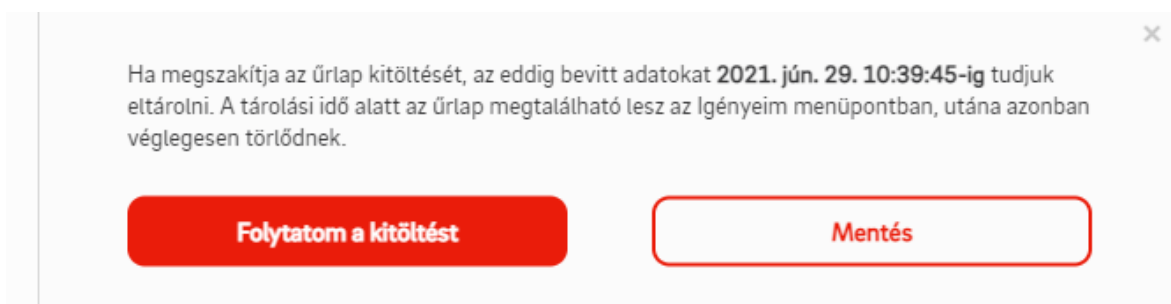 Ha megszakítja az űrlap kitöltését, az eddig bevitt adatokat 2021. jún. 29. 10:39:45-ig tudjuk
eltárolni. A tárolási idő alatt az űrlap megtalálható lesz az Igényeim menüpontban, utána azonban
véglegesen törlődnek.
Folytatom a kitöltést
Mentés